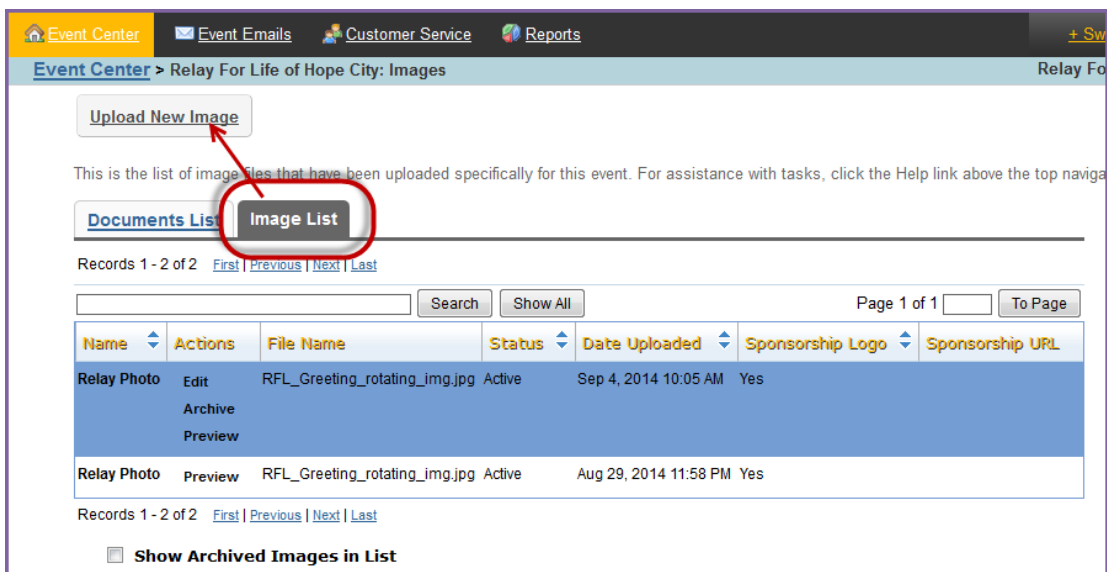 Event Center Event Emails Customer Service Reports + Sw
Event Center > Relay For Life of Hope City: Images Relay Fo
Upload New Image
This is the list of image files that have been uploaded specifically for this event. For assistance with tasks, click the Help link above the top naviga
Documents List Image List
Records 1 - 2 of 2 First | Previous | Next | Last
Search Show All Page 1 of 1 To Page
Name Actions File Name Status Date Uploaded Sponsorship Logo Sponsorship URL
Relay Photo Edit RFL_Greeting_rotating_img.jpg Active Sep 4, 2014 10:05 AM Yes
Archive
Preview
Relay Photo Preview RFL_Greeting_rotating_img.jpg Active Aug 29, 2014 11:58 PM Yes
Records 1 - 2 of 2 First | Previous | Next | Last
Show Archived Images in List